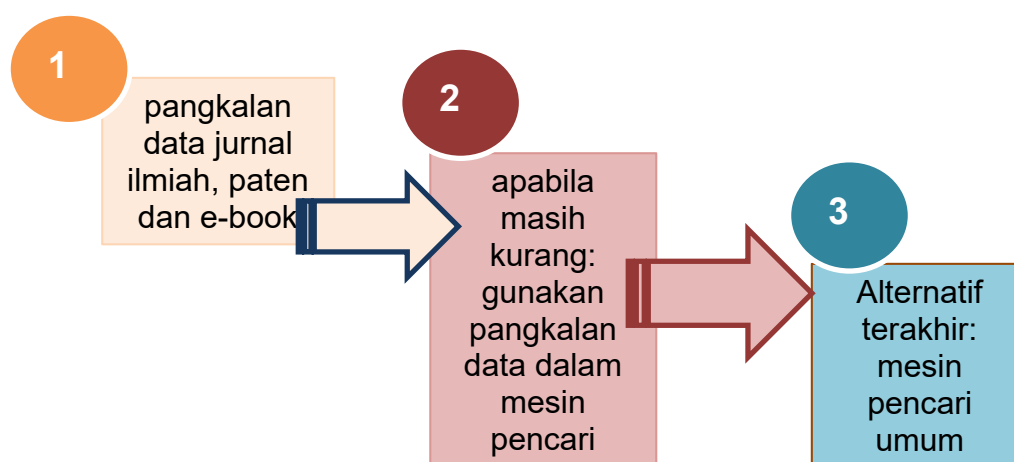 1
pangkalan
data jurnal
ilmiah, paten
dan e-book
2
apabila
masih
kurang:
gunakan
pangkalan
data dalam
mesin
pencari
3
Alternatif
terakhir:
mesin
pencari
umum